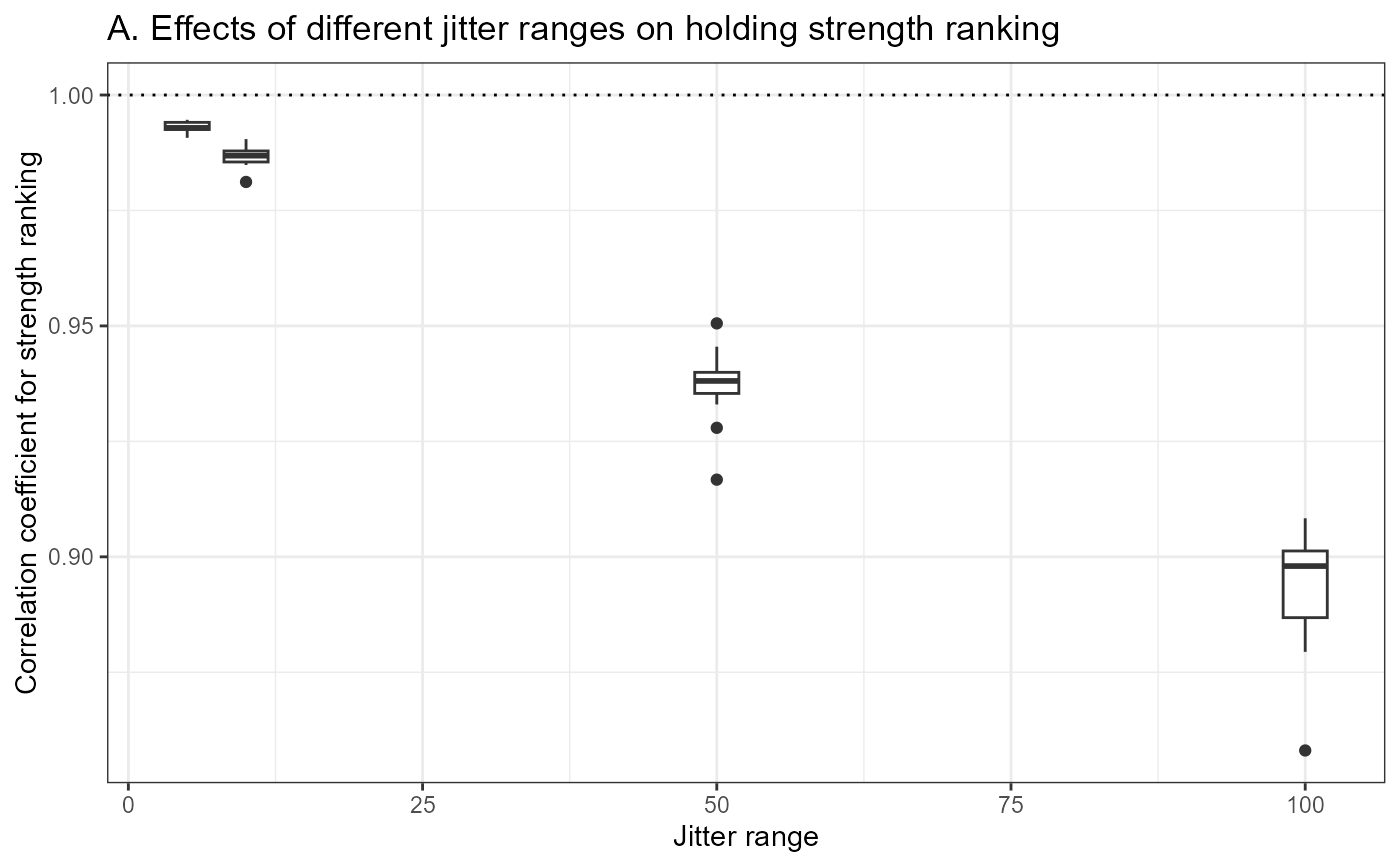 A. Effects of different jitter ranges on holding strength ranking
Correlation coefficient for strength ranking
1.00
0.95
0.90
0 25 50 75 100
Jitter range